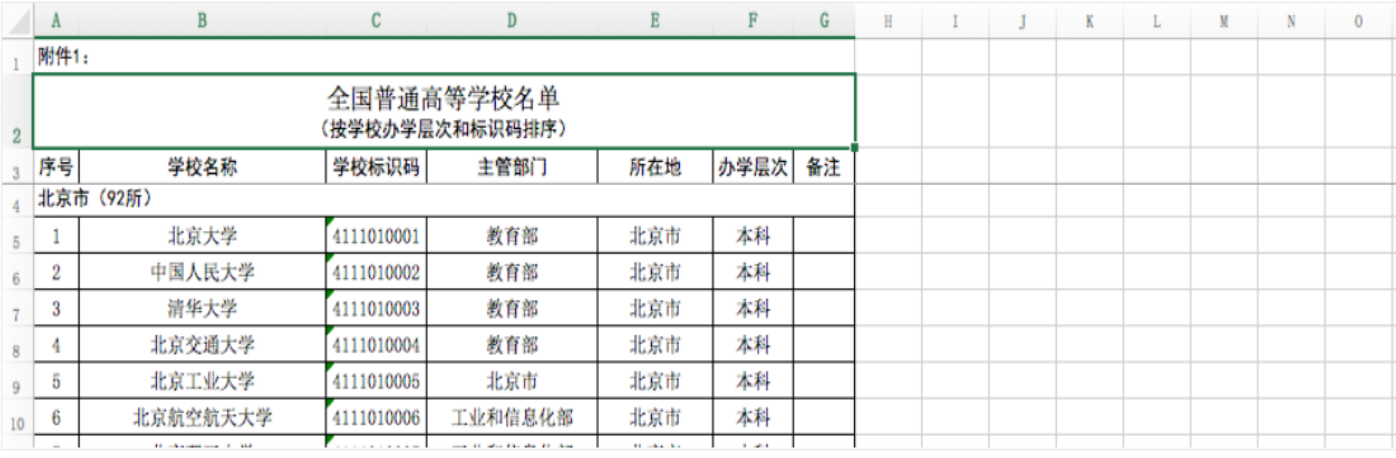 A B C D E F G H I J K L M N O
1 附件1：
2 全国普通高等学校名单
（按学校办学层次和标识码排序）
3 序号 学校名称 学校标识码 主管部门 所在地 办学层次 备注
4 北京市（92所）
5 1 北京大学 4111010001 教育部 北京市 本科
6 2 中国人民大学 4111010002 教育部 北京市 本科
7 3 清华大学 4111010003 教育部 北京市 本科
8 4 北京交通大学 4111010004 教育部 北京市 本科
9 5 北京工业大学 4111010005 北京市 北京市 本科
10 6 北京航空航天大学 4111010006 工业和信息化部 北京市 本科